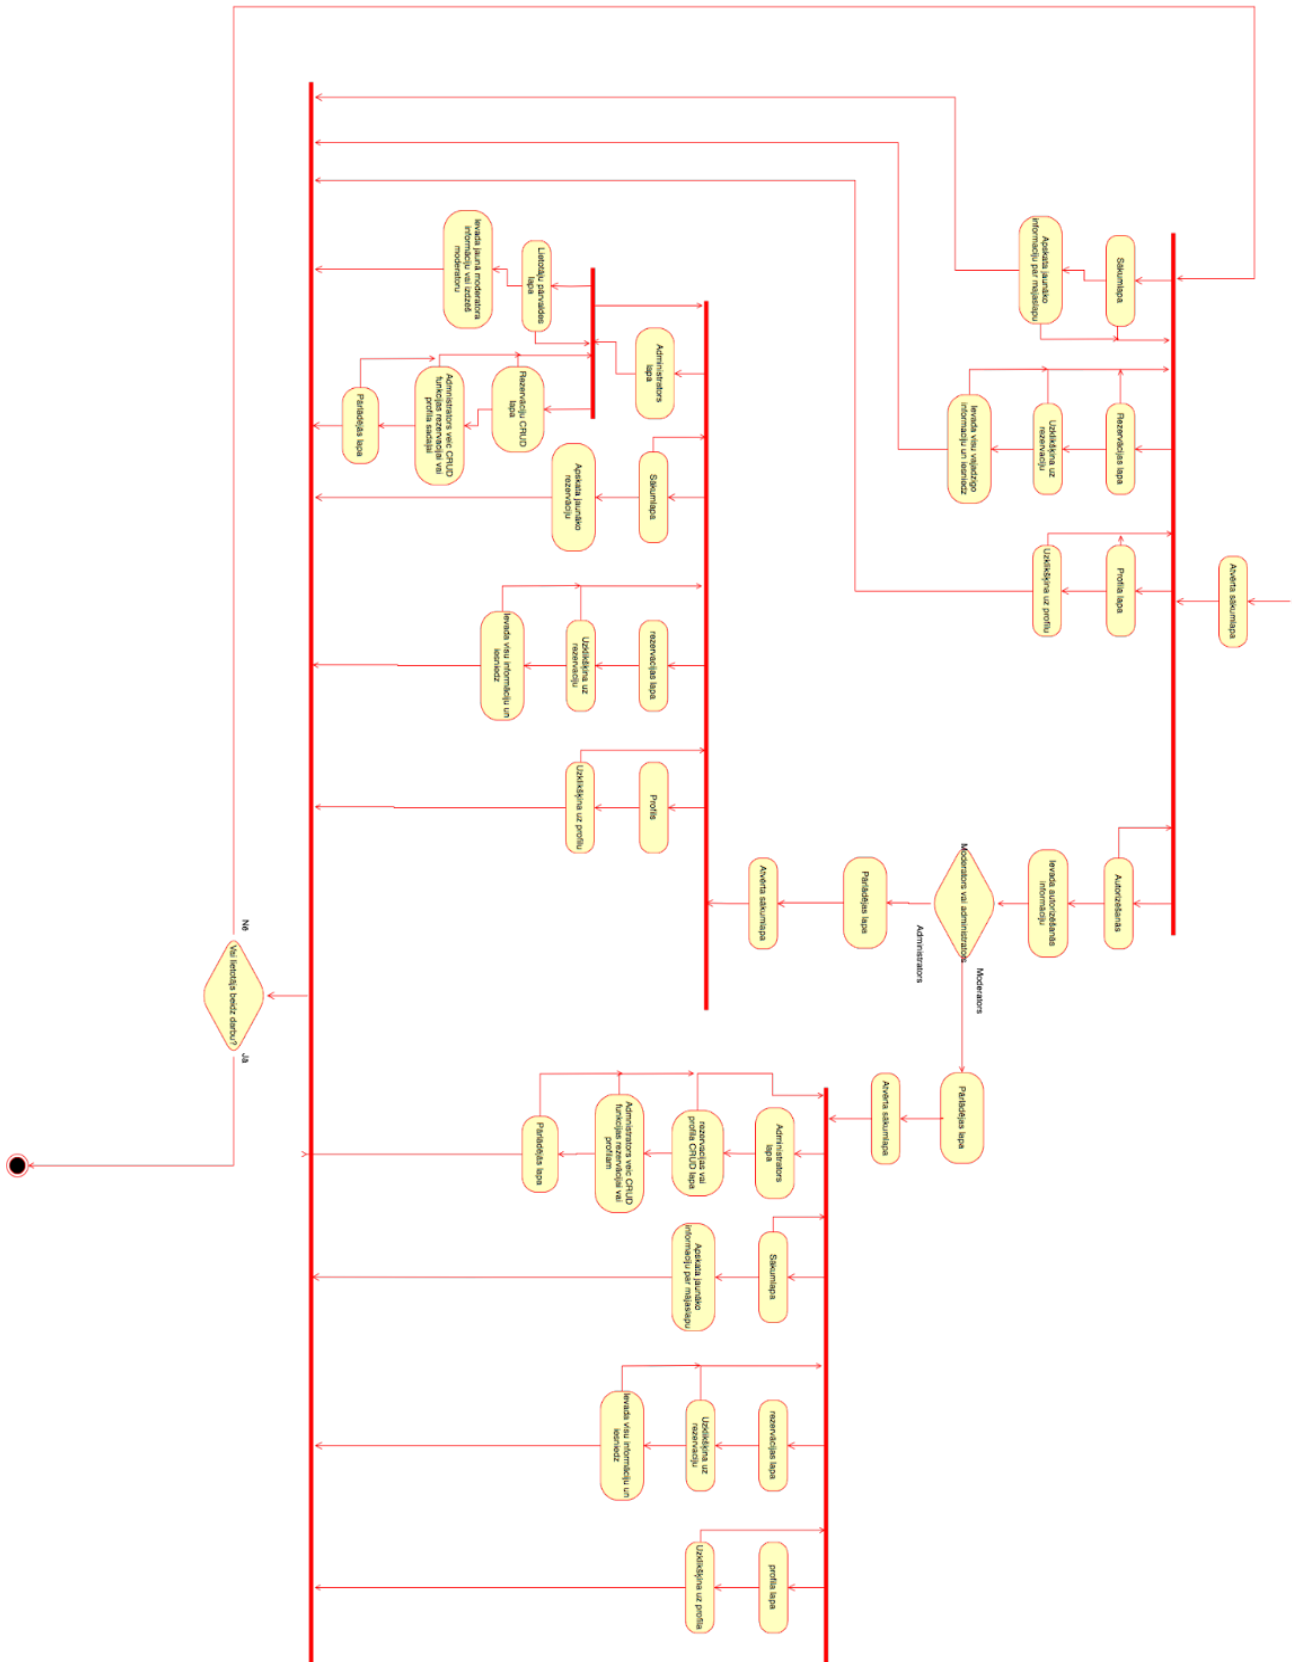 Atvērta sākumlapa
Sākumlapa
Apskata jaunāko
informāciju par mājaslapu
Rezervācijas lapa
Uzklikšķina uz
rezervāciju
Ievada visu vajadzīgo
informāciju un iesniedz
Profila lapa
Uzklikšķina uz profilu
Autorizēšanās
Ievada autorizēšanās
informāciju
Moderators vai administrators
Moderators
Administrators
Pārlādējas lapa
Atvērta sākumlapa
Pārlādējas lapa
Atvērta sākumlapa
Administrators
lapa
Lietotāju pārvaldes
lapa
Ievada jaunā moderatora
informāciju vai izdzēš
moderatoru
Rezervāciju CRUD
lapa
Admnistrators veic CRUD
funkcijas rezervācijai vai
profila sadaļai
Pārlādējās lapa
Sākumlapa
Apskata jaunāko
rezervāciju
rezervācijas lapa
Uzklikšķina uz
rezervāciju
Ievada visu informāciju un
iesniedz
Profils
Uzklikšķina uz profilu
Administrators
lapa
rezervācijas vai
profila CRUD lapa
Admnistrators veic CRUD
funkcijas rezervācijai vai
profilam
Pārlādējās lapa
Sākumlapa
Apskata jaunāko
informāciju par mājaslapu
rezervācijas lapa
Uzklikšķina uz
rezervāciju
Ievada visu informāciju un
iesniedz
profila lapa
Uzklikšķina uz profila
Nē
Vai lietotājs beidz darbu?
Jā